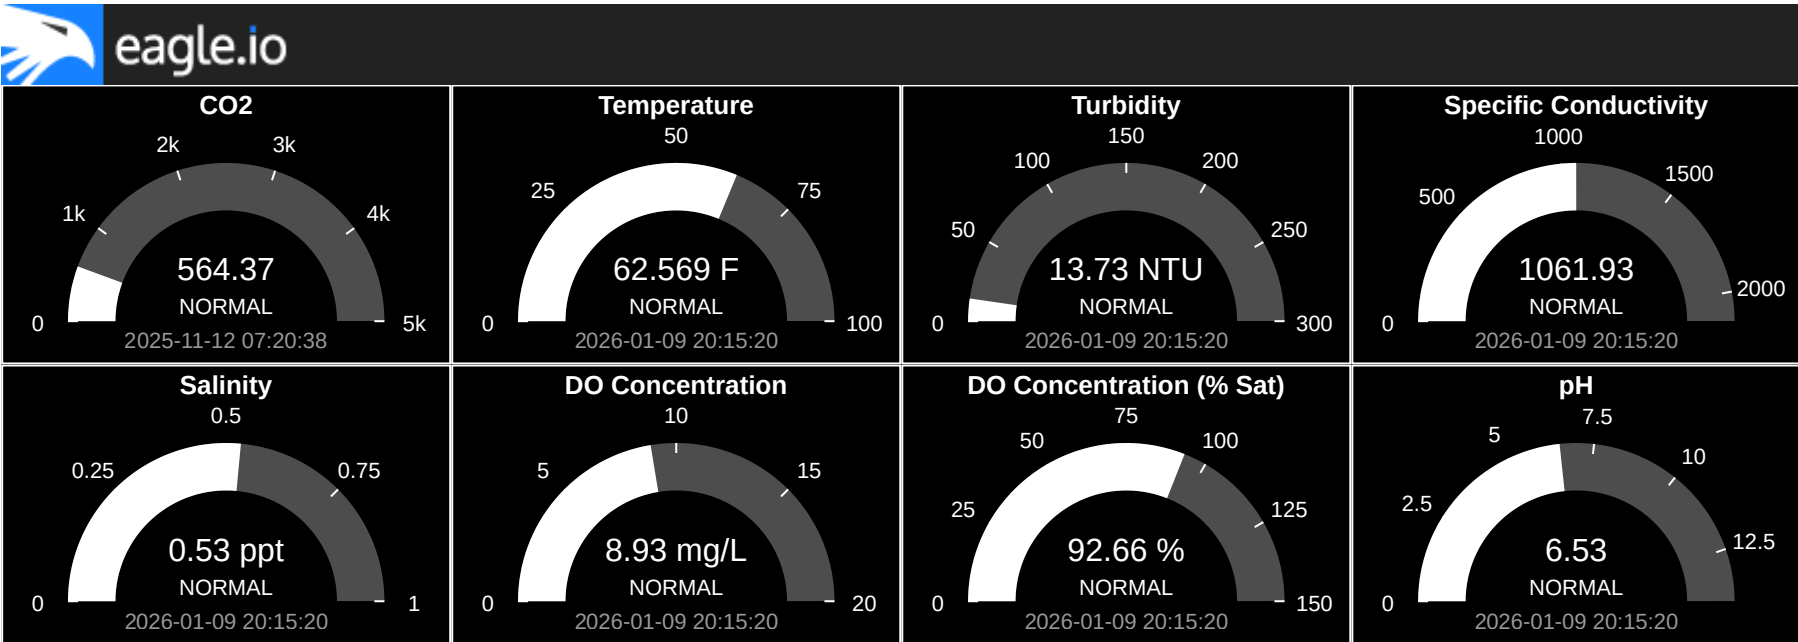 eagle.io
CO2
2k
3k
1k
4k
564.37
NORMAL
0
5k
2025-11-12 07:20:38
Temperature
50
25
75
62.569 F
NORMAL
0
100
2026-01-09 20:15:20
Turbidity
150
100
200
50
250
13.73 NTU
NORMAL
0
300
2026-01-09 20:15:20
Specific Conductivity
1000
1500
500
1061.93
2000
NORMAL
0
2026-01-09 20:15:20
Salinity
0.5
0.25
0.75
0.53 ppt
NORMAL
0
1
2026-01-09 20:15:20
DO Concentration
10
5
15
8.93 mg/L
NORMAL
0
20
2026-01-09 20:15:20
DO Concentration (% Sat)
75
50
100
25
125
92.66 %
NORMAL
0
150
2026-01-09 20:15:20
pH
7.5
5
10
2.5
12.5
6.53
NORMAL
0
2026-01-09 20:15:20